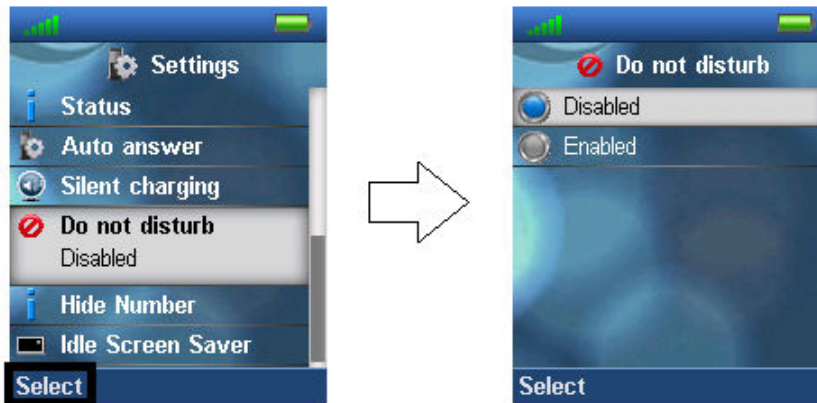 Settings
Status
Auto answer
Silent charging
Do not disturb
Disabled
Hide Number
Idle Screen Saver
Select
Do not disturb
Disabled
Enabled
Select